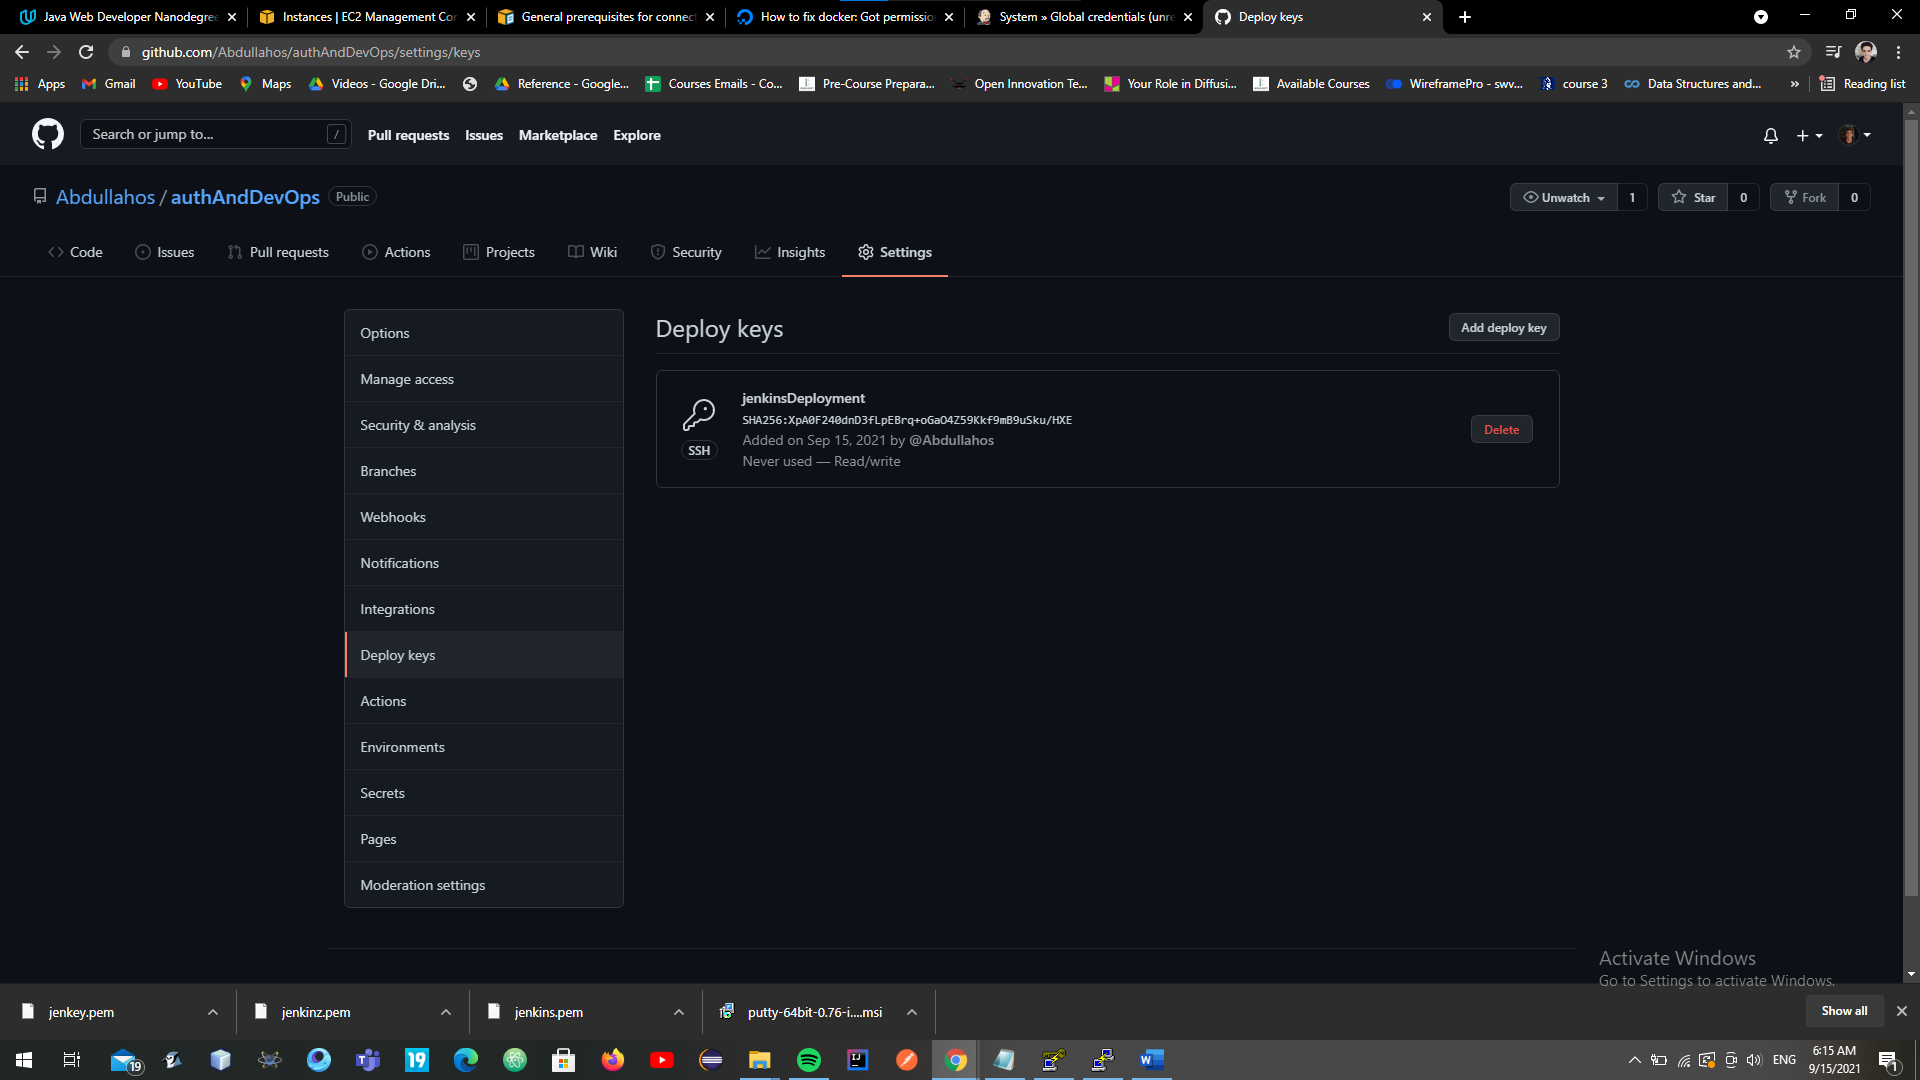 Java Web Developer Nanodegree
Instances | EC2 Management Con
General prerequisites for connect
How to fix docker: Got permission
System » Global credentials (unre
Deploy keys
github.com/Abdullahos/authAndDevOps/settings/keys
Apps
Gmail
YouTube
Maps
Videos - Google Dri...
Reference - Google...
Courses Emails - Co...
Pre-Course Prepara...
Open Innovation Te...
Your Role in Diffusi...
Available Courses
WireframePro - swv...
course 3
Data Structures and...
»
Reading list
Search or jump to...
/
Pull requests
Issues
Marketplace
Explore
Abdullahos / authAndDevOps
Public
Unwatch
1
Star
0
Fork
0
Code
Issues
Pull requests
Actions
Projects
Wiki
Security
Insights
Settings
Options
Manage access
Security & analysis
Branches
Webhooks
Notifications
Integrations
Deploy keys
Actions
Environments
Secrets
Pages
Moderation settings
Deploy keys
Add deploy key
SSH
jenkinsDeployment
SHA256:XpA0F240dnD3fLpEBrq+oGaO4Z59Kkf9mB9uSku/HXE
Added on Sep 15, 2021 by @Abdullahos
Never used — Read/write
Delete
Activate Windows
Go to Settings to activate Windows.
jenkey.pem
jenkinz.pem
jenkins.pem
putty-64bit-0.76-i....msi
Show all
19
19
ENG
6:15 AM
9/15/2021
1